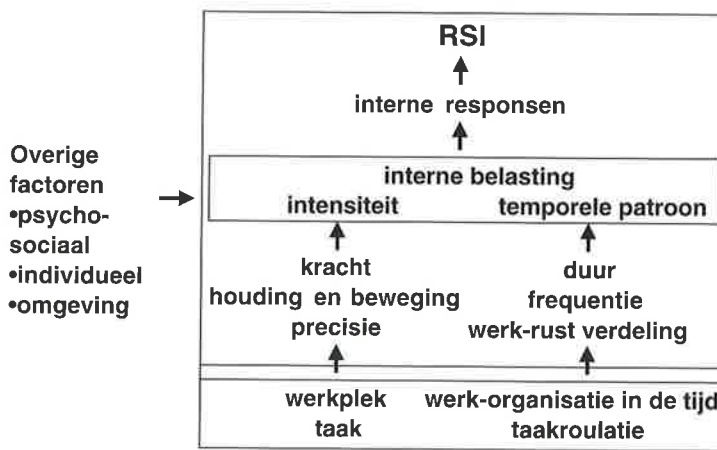 RSI
interne responsen
Overige
factoren
•psycho-
sociaal
•individueel
•omgeving
interne belasting
intensiteit temporele patroon
kracht
houding en beweging
precisie
duur
frequentie
werk-rust verdeling
werkplek
taak
werk-organisatie in de tijd
taakroulatie